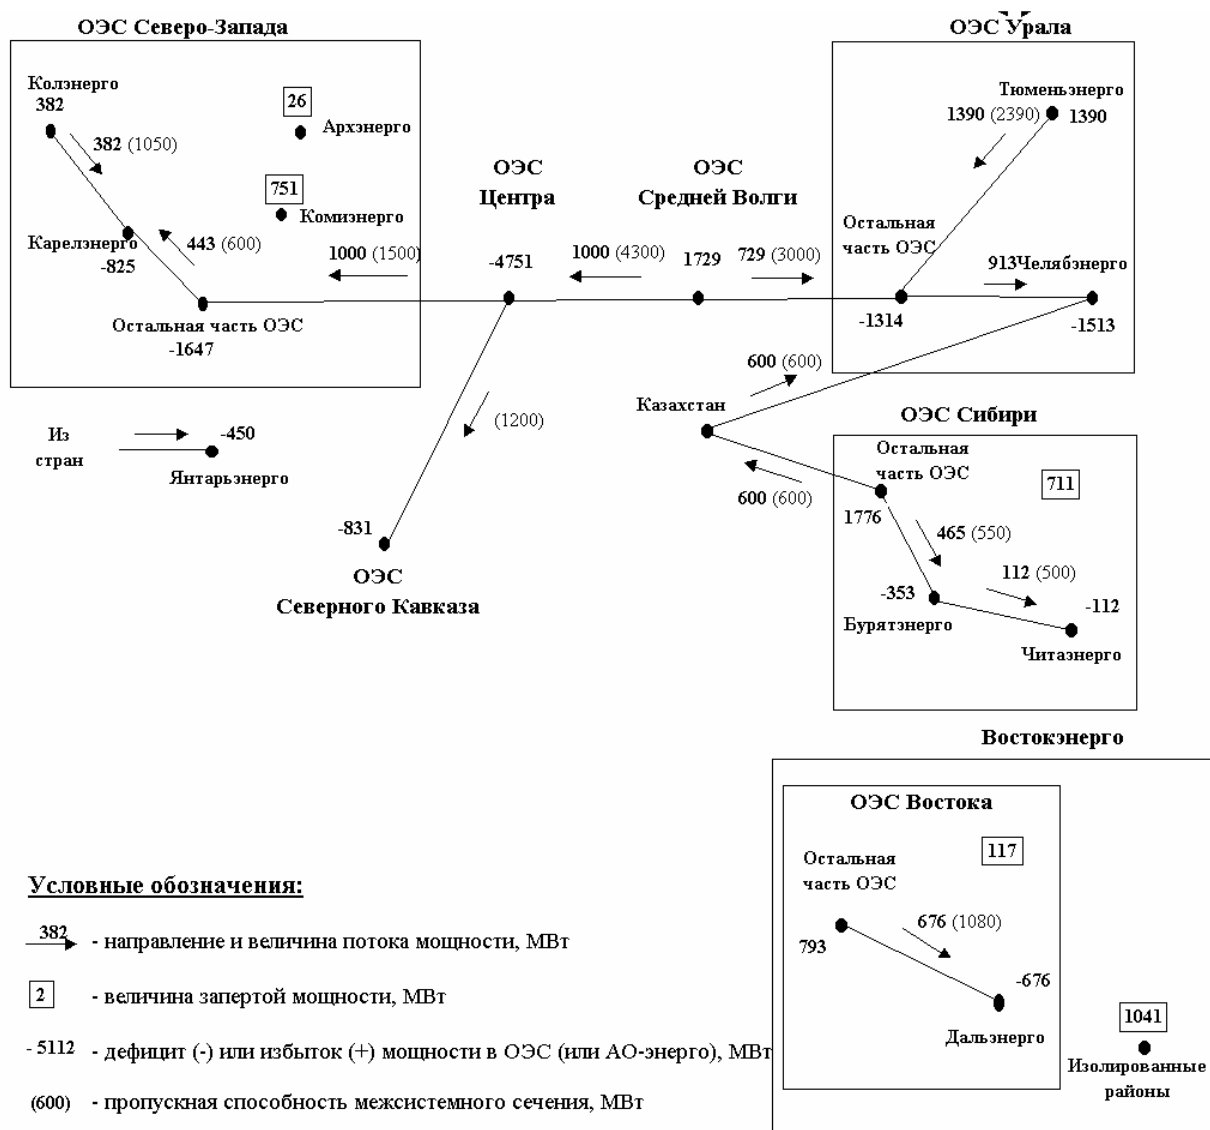 ОЭС Северо-Запада
Колэнерго
382
382 (1050)
26
Архэнерго
751
Комиэнерго
Карелэнерго
-825
443 (600)
1000 (1500)
Остальная часть ОЭС
-1647
ОЭС
Центра
-4751
1000 (4300)
ОЭС
Средней Волги
1729
729 (3000)
ОЭС Урала
Тюменьэнерго
1390 (2390)
1390
Остальная
часть ОЭС
-1314
913Челябэнерго
-1513
600 (600)
Казахстан
600 (600)
(1200)
-831
ОЭС
Северного Кавказа
Из
стран
-450
Янтарьэнерго
ОЭС Сибири
Остальная
часть ОЭС
711
1776
465 (550)
112 (500)
-353
-112
Бурятэнерго
Читаэнерго
Востокэнерго
ОЭС Востока
Остальная
часть ОЭС
117
676 (1080)
793
-676
Дальэнерго
1041
Изолированные
районы
Условные обозначения:
382 - направление и величина потока мощности, МВт
2 - величина запертой мощности, МВт
- 5112 - дефицит (-) или избыток (+) мощности в ОЭС (или АО-энерго), МВт
(600) - пропускная способность межсистемного сечения, МВт